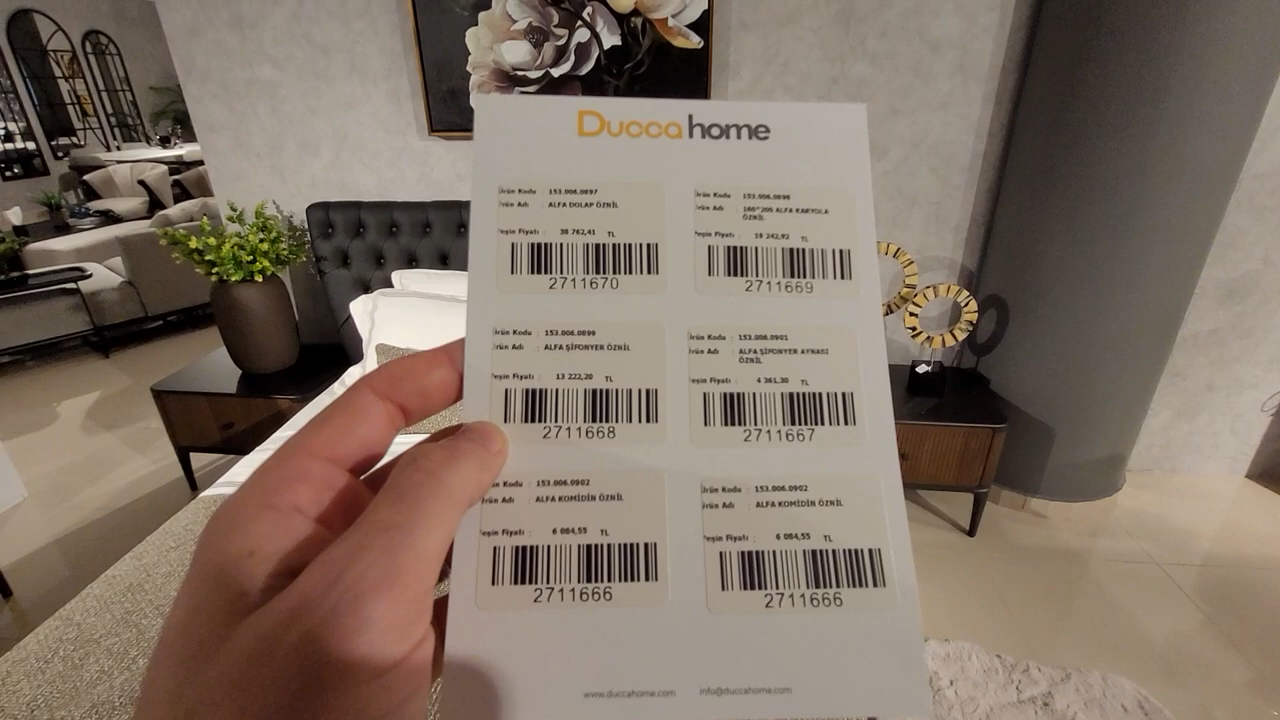 Duccahome
Ürün Kodu : 153.006.0897
Ürün Adı : ALFA DOLAP ÖZNİL
Peşin Fiyatı : 38 762,41 TL
2711670
Ürün Kodu : 153.006.0898
Ürün Adı : 160*200 ALFA KARYOLA
ÖZNİL
Peşin Fiyatı : 19 242,92 TL
2711669
Ürün Kodu : 153.006.0899
Ürün Adı : ALFA ŞİFONYER ÖZNİL
Peşin Fiyatı : 13 222,20 TL
2711668
Ürün Kodu : 153.006.0901
Ürün Adı : ALFA ŞİFONYER AYNASI
ÖZNİL
Peşin Fiyatı : 4 361,30 TL
2711667
Ürün Kodu : 153.006.0902
Ürün Adı : ALFA KOMİDİN ÖZNİL
Peşin Fiyatı : 6 084,55 TL
2711666
Ürün Kodu : 153.006.0902
Ürün Adı : ALFA KOMİDİN ÖZNİL
Peşin Fiyatı : 6 084,55 TL
2711666
www.duccahome.com info@duccahome.com